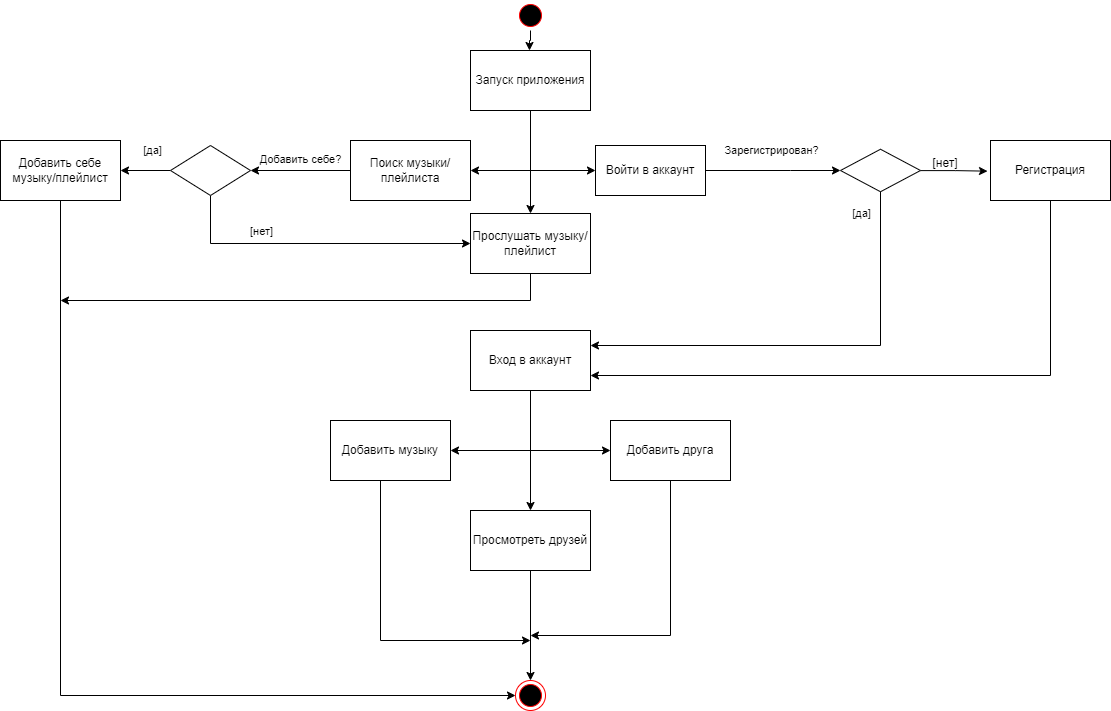 Запуск приложения
Добавить себе
музыку/плейлист
[да]
Добавить себе?
Поиск музыки/
плейлиста
Войти в аккаунт
Зарегистрирован?
[нет]
Регистрация
[да]
[нет]
Прослушать музыку/
плейлист
Вход в аккаунт
Добавить музыку
Добавить друга
Просмотреть друзей